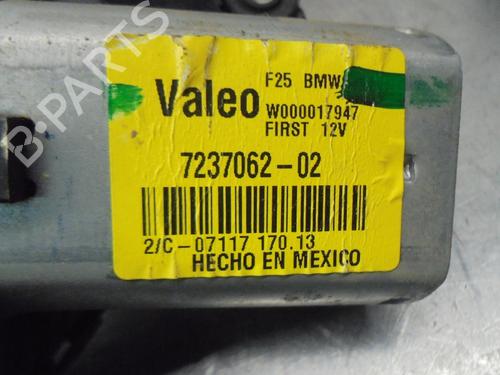 F25 BMW
Valeo
W000017947
FIRST 12V
7237062-02
2/C-07117 170.13
HECHO EN MEXICO
B-PARTS